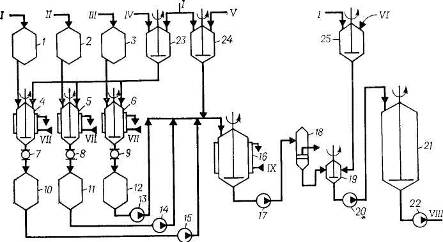 I II III IV I V I VI
1 2 3 23 24 25
4 5 6
VII VII VII
16 IX 18
7 8 9
19 21
10 11 12 13 14 15 17 20 22 VIII